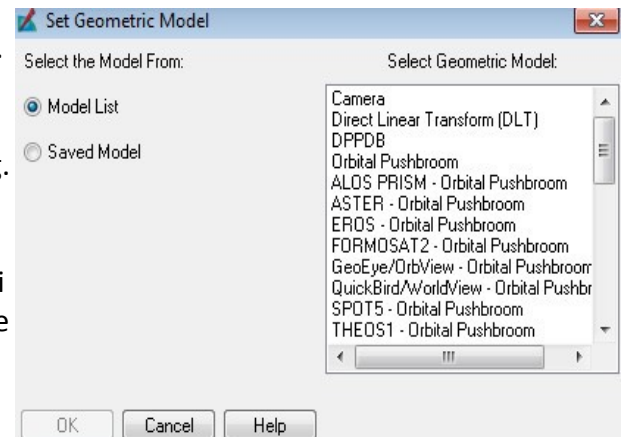 Set Geometric Model
Select the Model From:
Model List
Saved Model
Select Geometric Model:
Camera
Direct Linear Transform (DLT)
DPPDB
Orbital Pushbroom
ALOS PRISM - Orbital Pushbroom
ASTER - Orbital Pushbroom
EROS - Orbital Pushbroom
FORMOSAT2 - Orbital Pushbroom
GeoEye/OrbView - Orbital Pushbroom
QuickBird/WorldView - Orbital Pushbr
SPOT5 - Orbital Pushbroom
THEOS1 - Orbital Pushbroom
OK Cancel Help